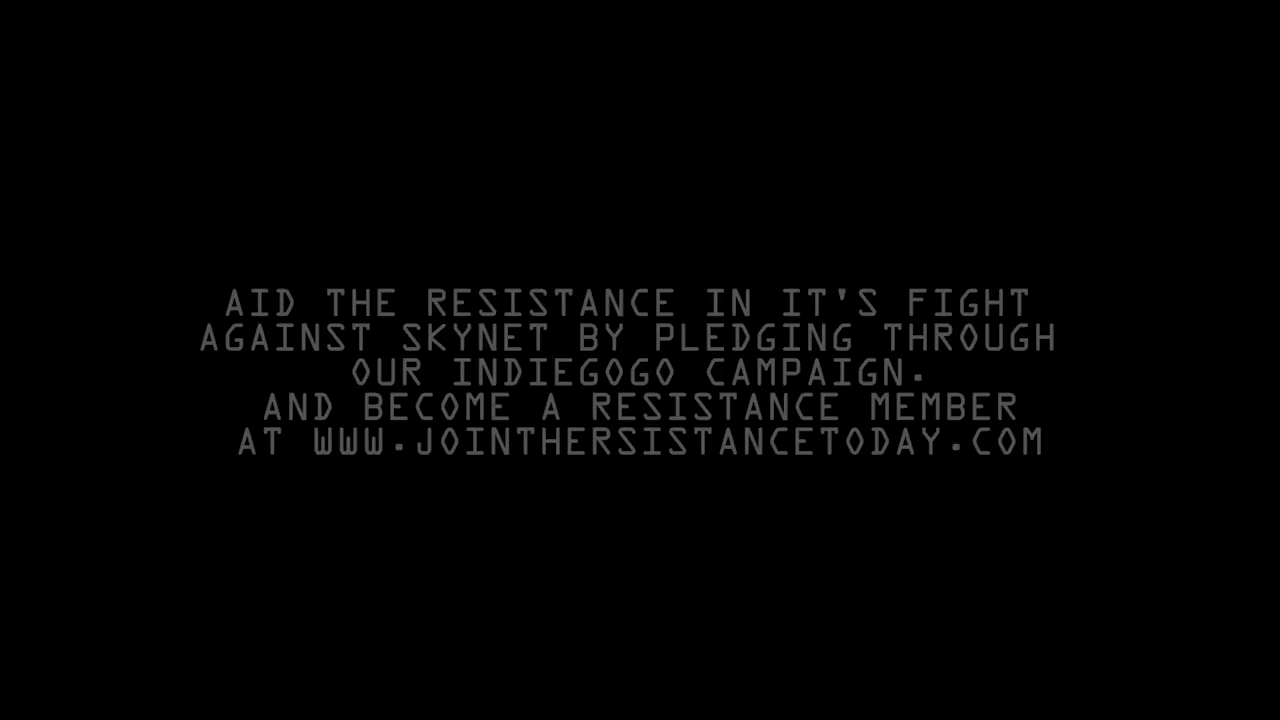 AID THE RESISTANCE IN IT'S FIGHT
AGAINST SKYNET BY PLEDGING THROUGH
OUR INDIEGOGO CAMPAIGN.
AND BECOME A RESISTANCE MEMBER
AT WWW.JOINTHERSISTANCETODAY.COM